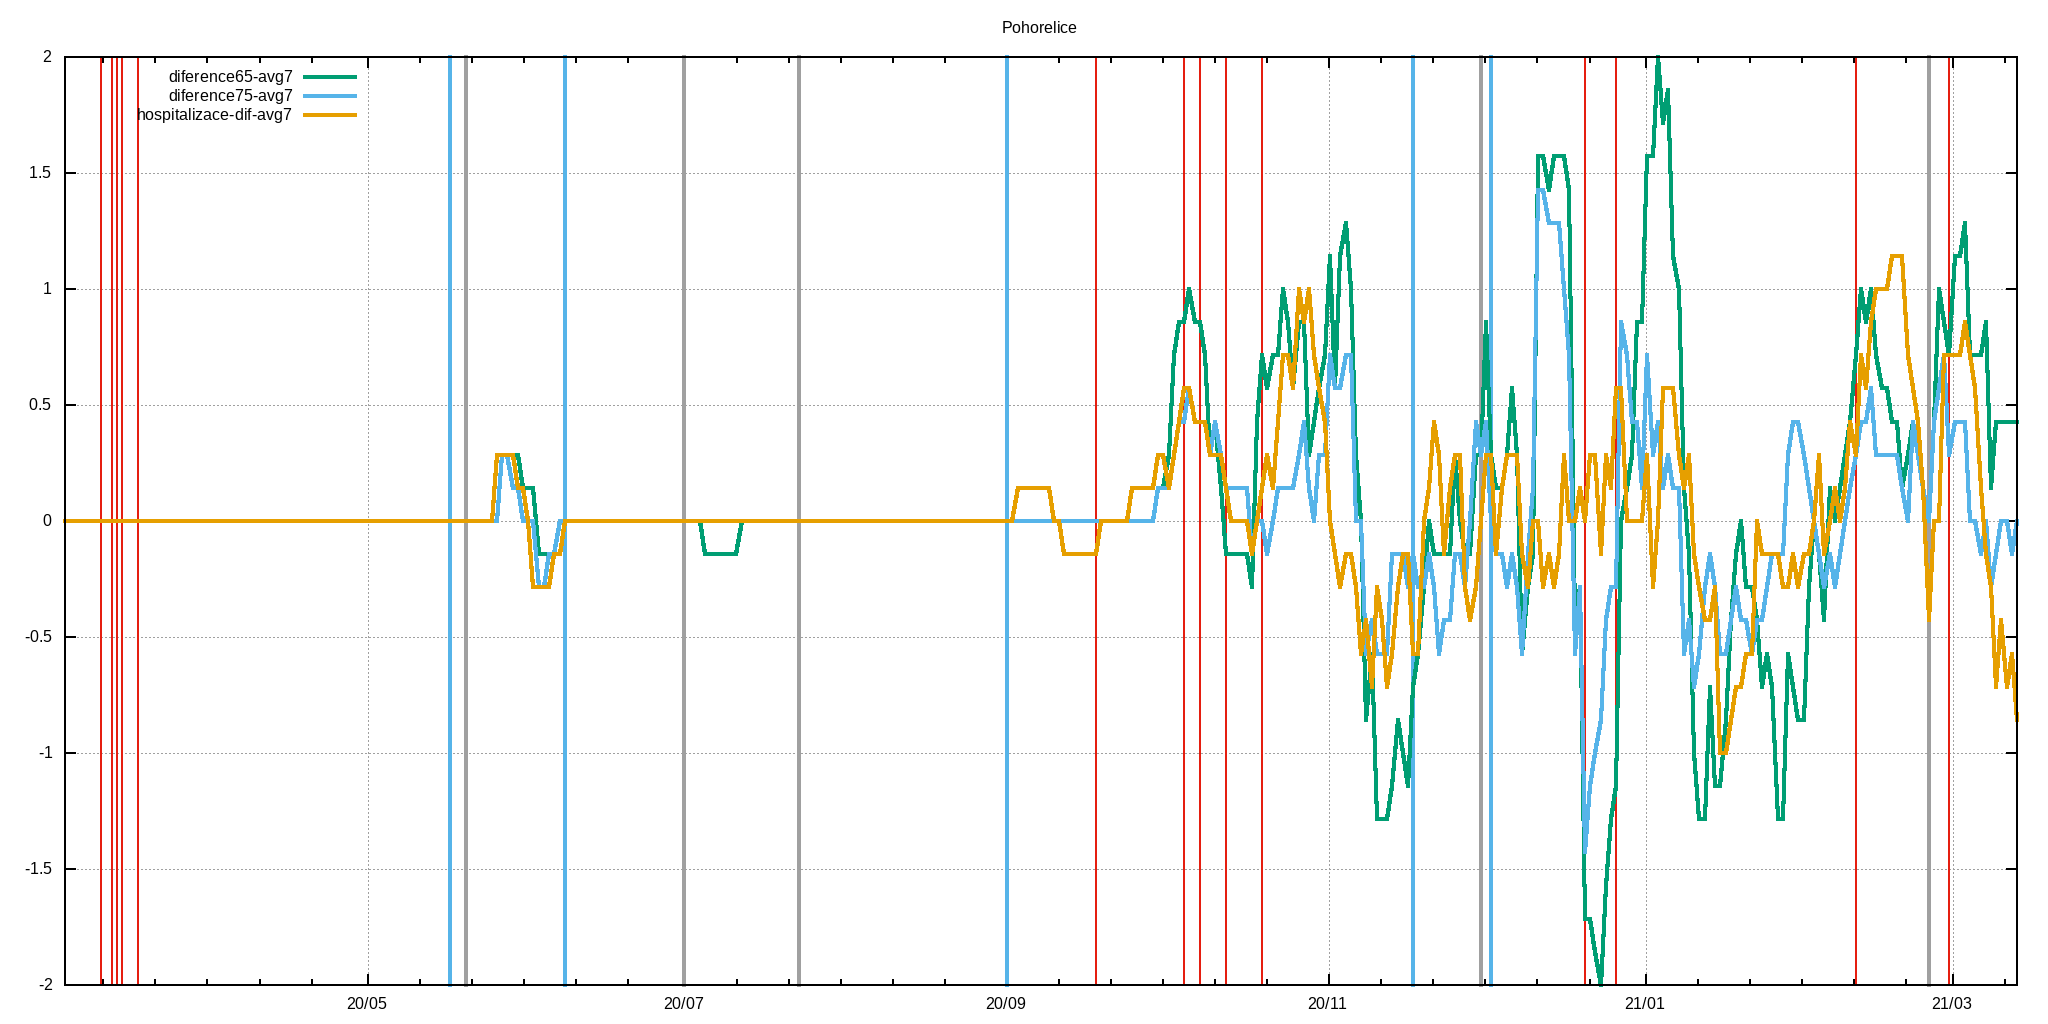 Pohorelice
diference65-avg7
diference75-avg7
hospitalizace-dif-avg7
2
1.5
1
0.5
0
-0.5
-1
-1.5
-2
20/05 20/07 20/09 20/11 21/01 21/03